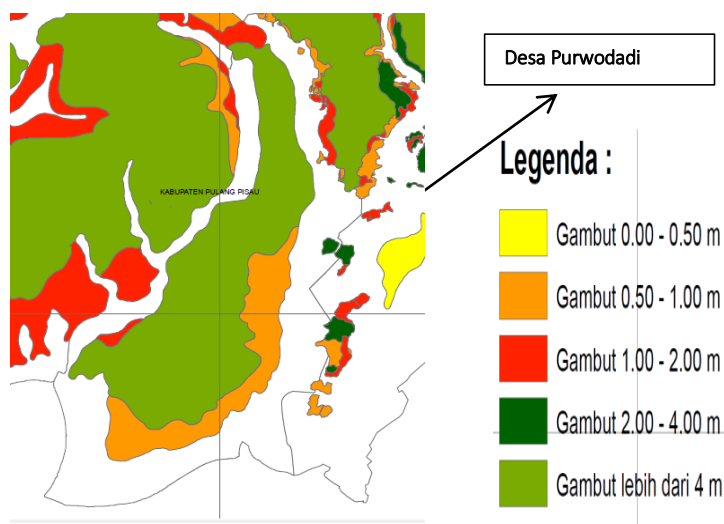 Desa Purwodadi
KABUPATEN PULANG PISAU
Legenda :
Gambut 0.00 - 0.50 m
Gambut 0.50 - 1.00 m
Gambut 1.00 - 2.00 m
Gambut 2.00 - 4.00 m
Gambut lebih dari 4 m